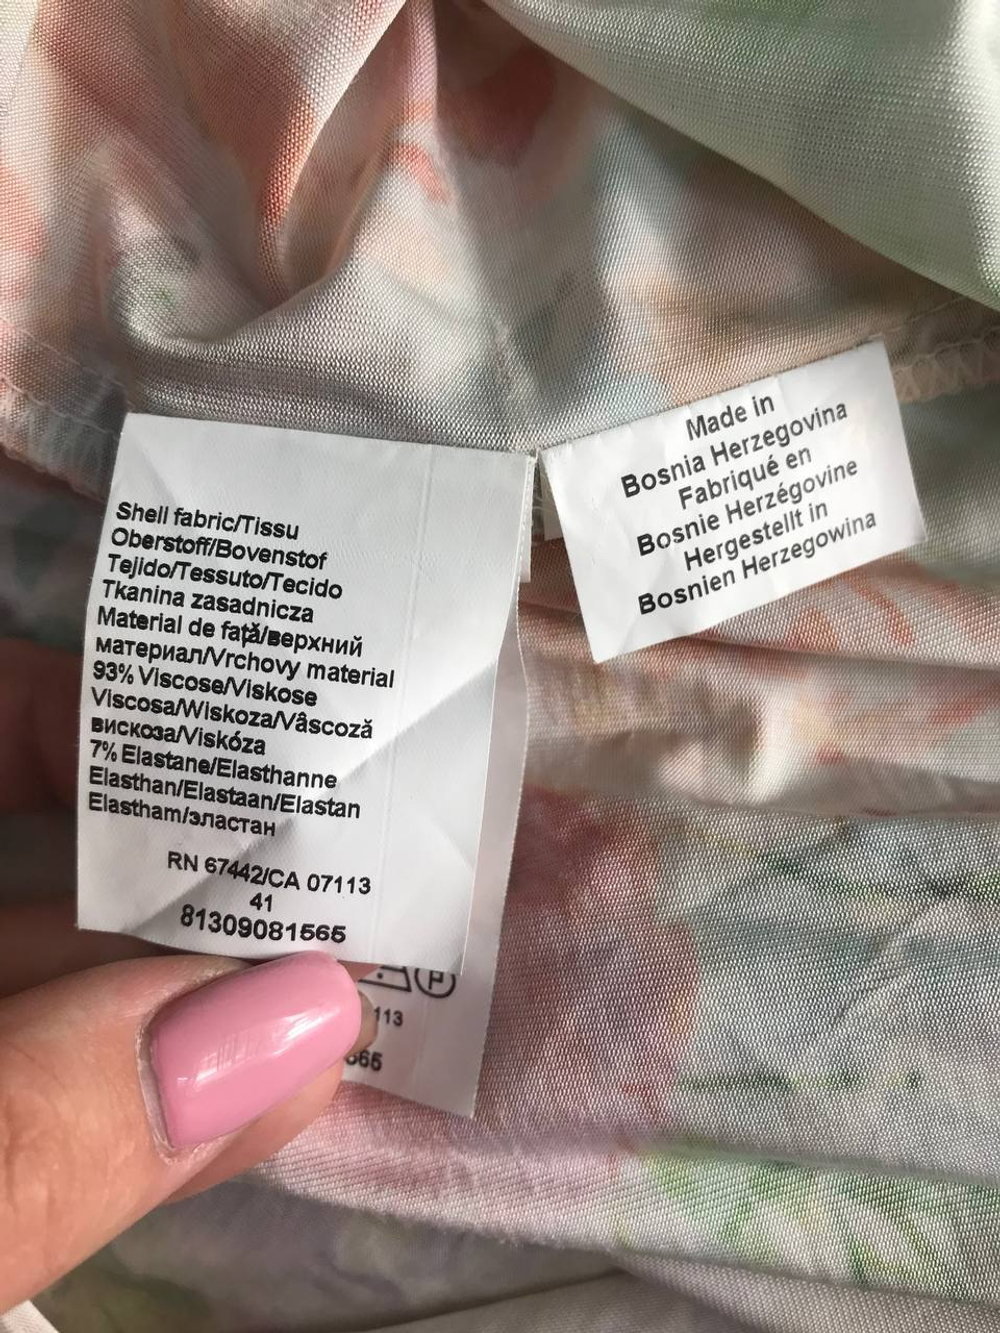 Shell fabric/Tissu
Oberstoff/Bovenstof
Tejido/Tessuto/Tecido
Tkanina zasadnicza
Material de față/верхний
материал/Vrchovy material
93% Viscose/Viskose
Viscosa/Wiskoza/Vâscoză
вискоза/Viskóza
7% Elastane/Elasthanne
Elasthan/Elastaan/Elastan
Elastham/эластан
RN 67442/CA 07113
41
81309081565
P
113
565
Made in
Bosnia Herzegovina
Fabriqué en
Bosnie Herzégovine
Hergestellt in
Bosnien Herzegowina